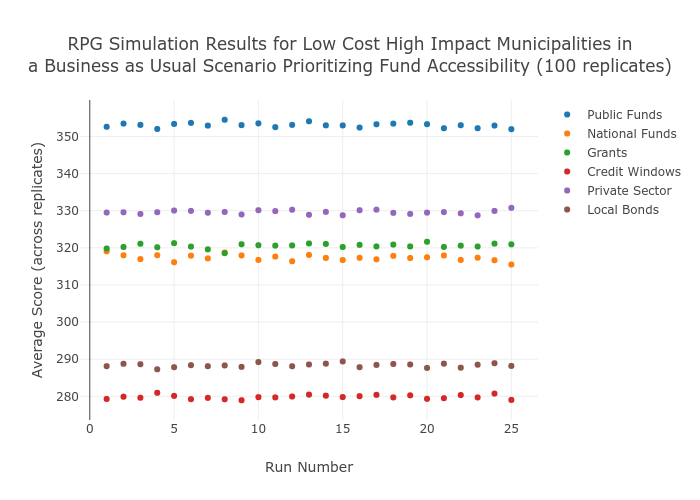 RPG Simulation Results for Low Cost High Impact Municipalities in
a Business as Usual Scenario Prioritizing Fund Accessibility (100 replicates)
Public Funds
National Funds
Grants
Credit Windows
Private Sector
Local Bonds
Average Score (across replicates)
350
340
330
320
310
300
290
280
0
5
10
15
20
25
Run Number